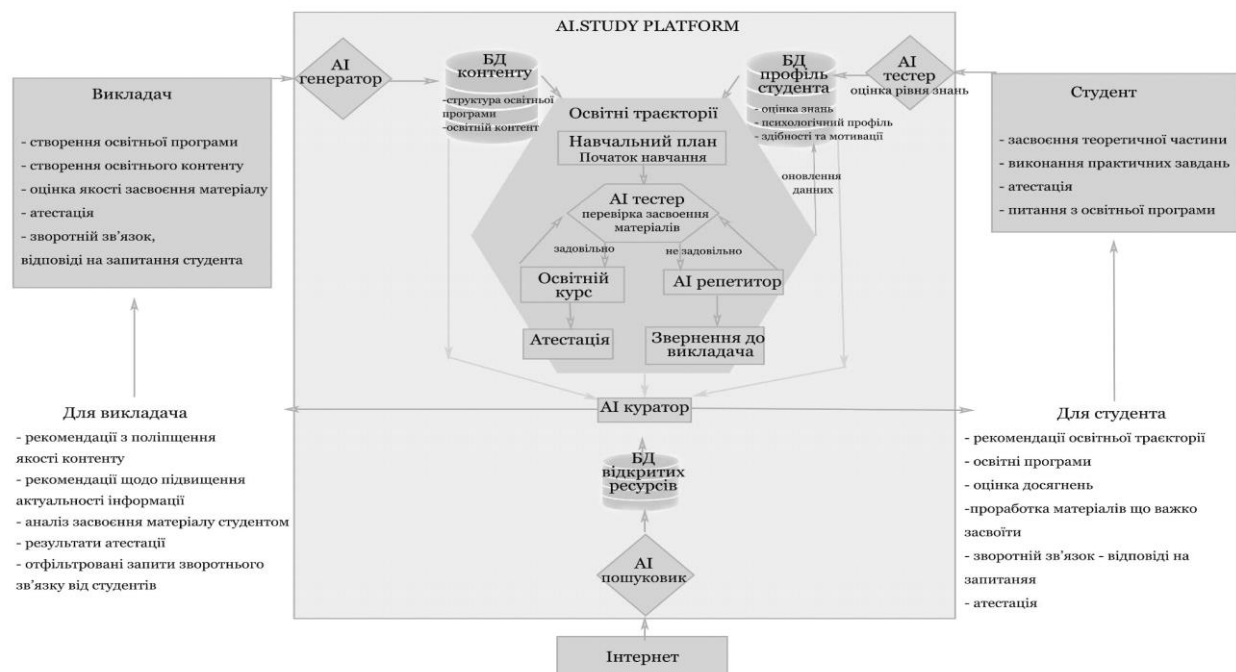 AI.STUDY PLATFORM
Викладач
- створення освітньої програми
- створення освітнього контенту
- оцінка якості засвоєння матеріалу
- атестація
- зворотній зв’язок,
відповіді на запитання студента
AI
генератор
БД
контенту
-структура освітньої
програми
-освітній контент
БД
профіль
студента
- оцінка знань
- психологічний профіль
- здібности та мотивації
AI
тестер
оцінка рівня знань
Студент
- засвоєння теоретичної частини
- виконання практичних завдань
- атестація
- питання з освітньої програми
Освітні траєкторії
Навчальний план
Початок навчання
оновлення
данних
AI тестер
перевірка засвоення
матеріалів
задовільно
не задовільно
Освітній
курс
AI репетитор
Атестація
Звернення до
викладача
AI куратор
Для викладача
- рекомендації з поліпщення
якості контенту
- рекомендації щодо підвищення
актуальності інформації
- аналіз засвоєння матеріалу студентом
- результати атестації
- отфільтровані запити зворотнього
зв’язку від студентів
БД
відкритих
ресурсів
AI
пошуковик
Інтернет
Для студента
- рекомендації освітньої траєкторії
- освітні програми
- оцінка досягнень
-проработка матеріалів що важко
засвоїти
- зворотній зв’язок - відповіді на
запитаняя
- атестація